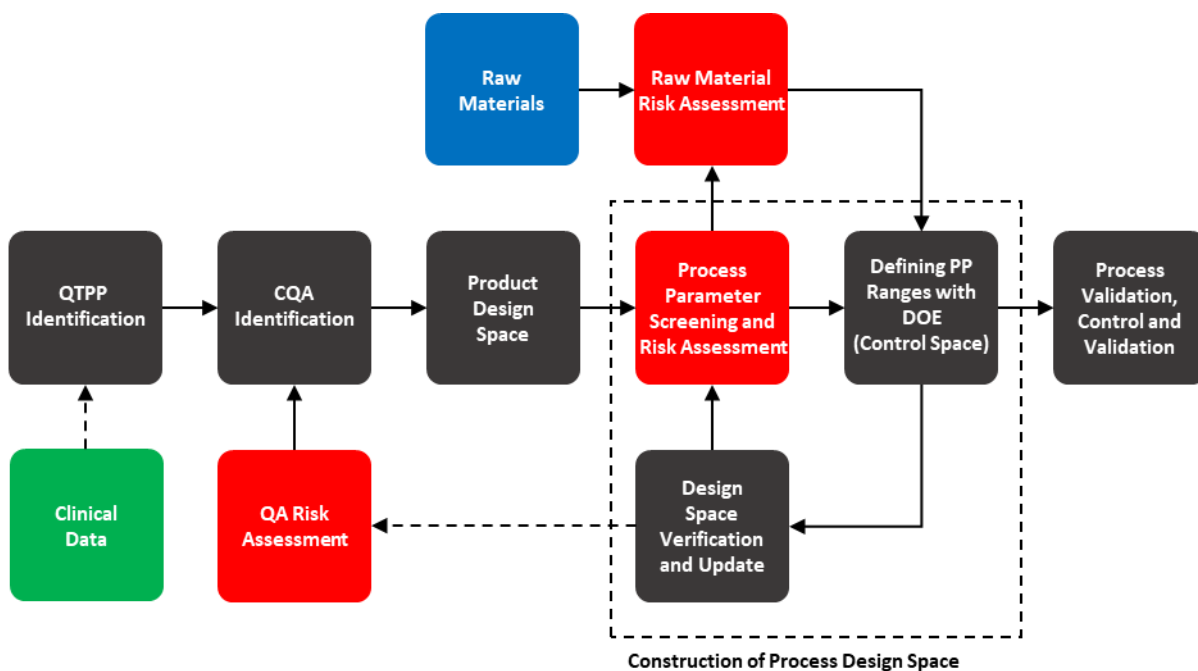 Raw
Materials
Raw Material
Risk Assessment
QTPP
Identification
CQA
Identification
Product
Design
Space
Process
Parameter
Screening and
Risk Assessment
Defining PP
Ranges with
DOE
(Control Space)
Process
Validation,
Control and
Validation
Clinical
Data
QA Risk
Assessment
Design
Space
Verification
and Update
Construction of Process Design Space